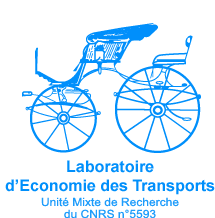 Laboratoire
d'Economie des Transports
Unité Mixte de Recherche
du CNRS n°5593